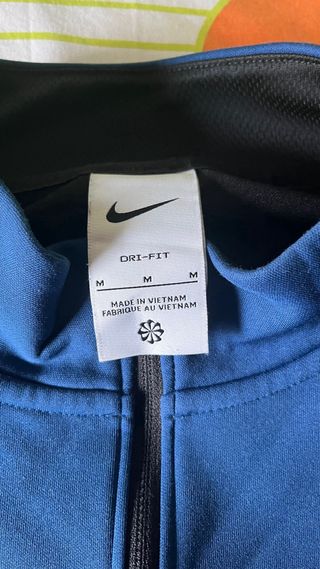 DRI-FIT
M M M
MADE IN VIETNAM
FABRIQUE AU VIETNAM